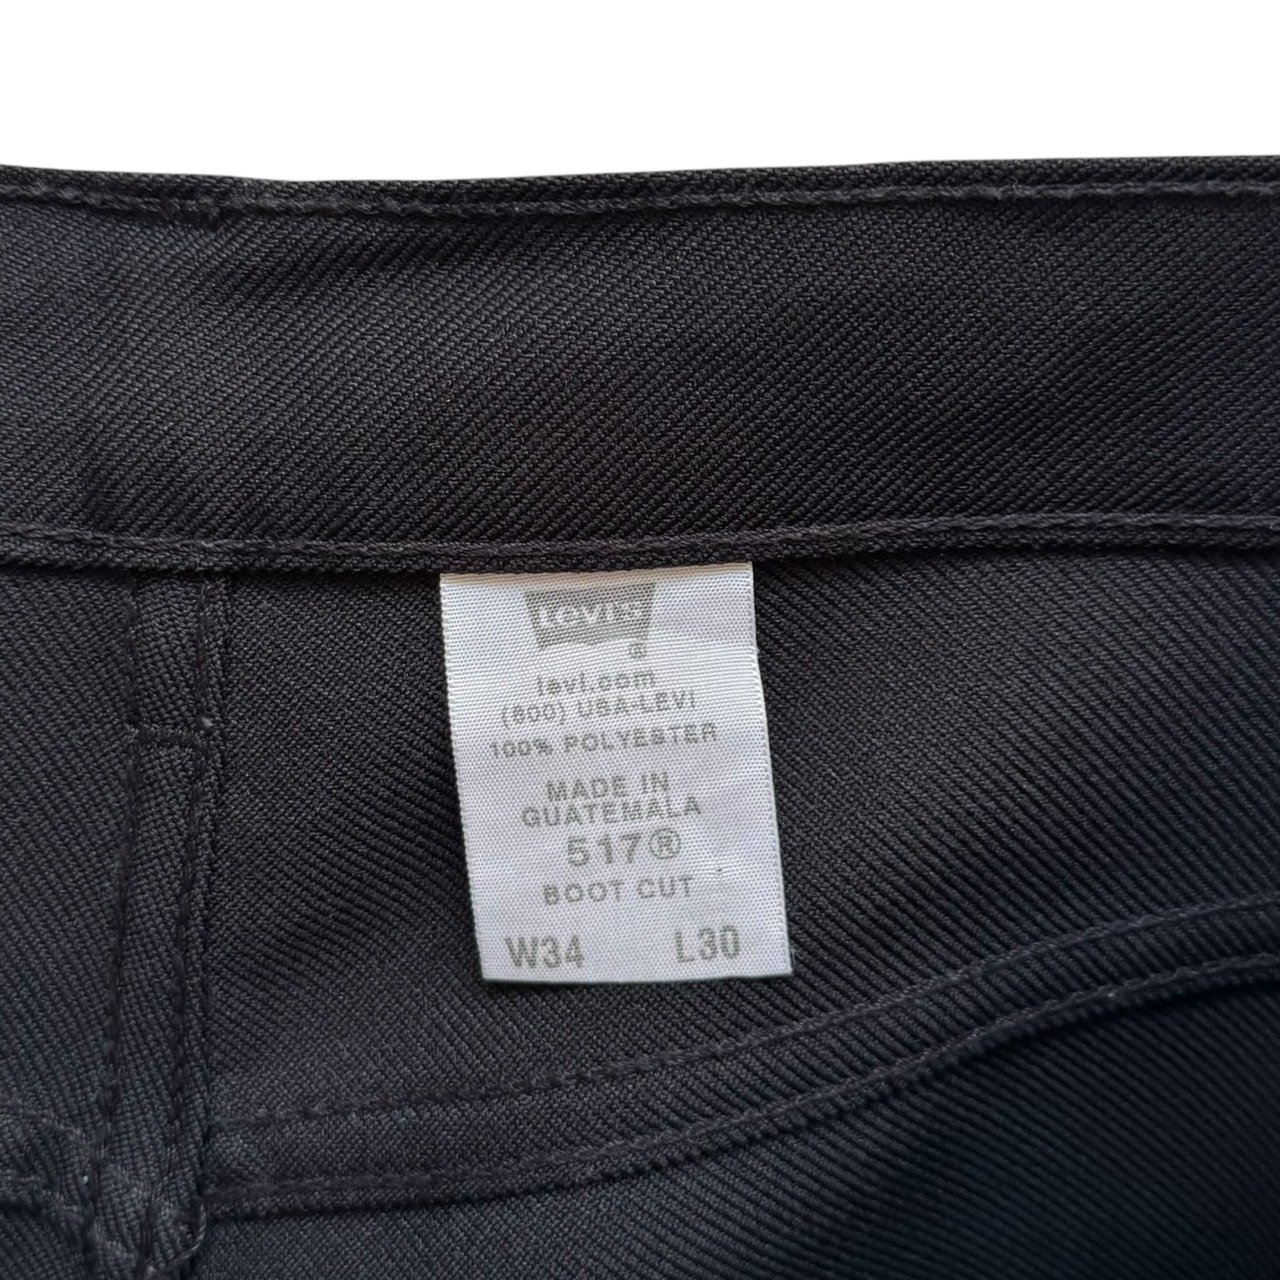 Levi's
®
levi.com
(800) USA-LEVI
100% POLYESTER
MADE IN
GUATEMALA
517®
BOOT CUT
W34 L30